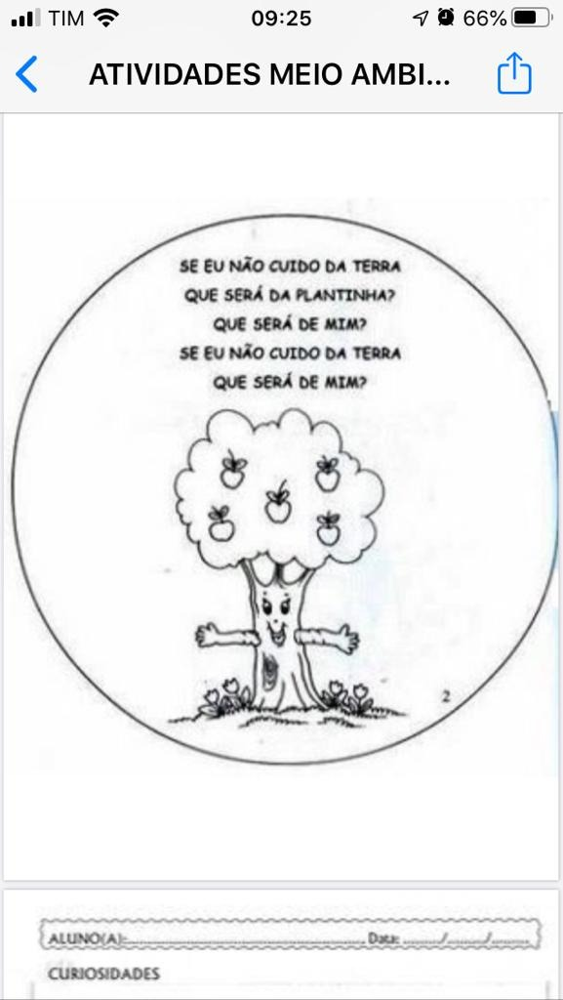 TIM 09:25 66%
ATIVIDADES MEIO AMBI...
SE EU NÃO CUIDO DA TERRA
QUE SERÁ DA PLANTINHA?
QUE SERÁ DE MIM?
SE EU NÃO CUIDO DA TERRA
QUE SERÁ DE MIM?
2
ALUNO(A):.................................................. Data: ......../......../........
CURIOSIDADES